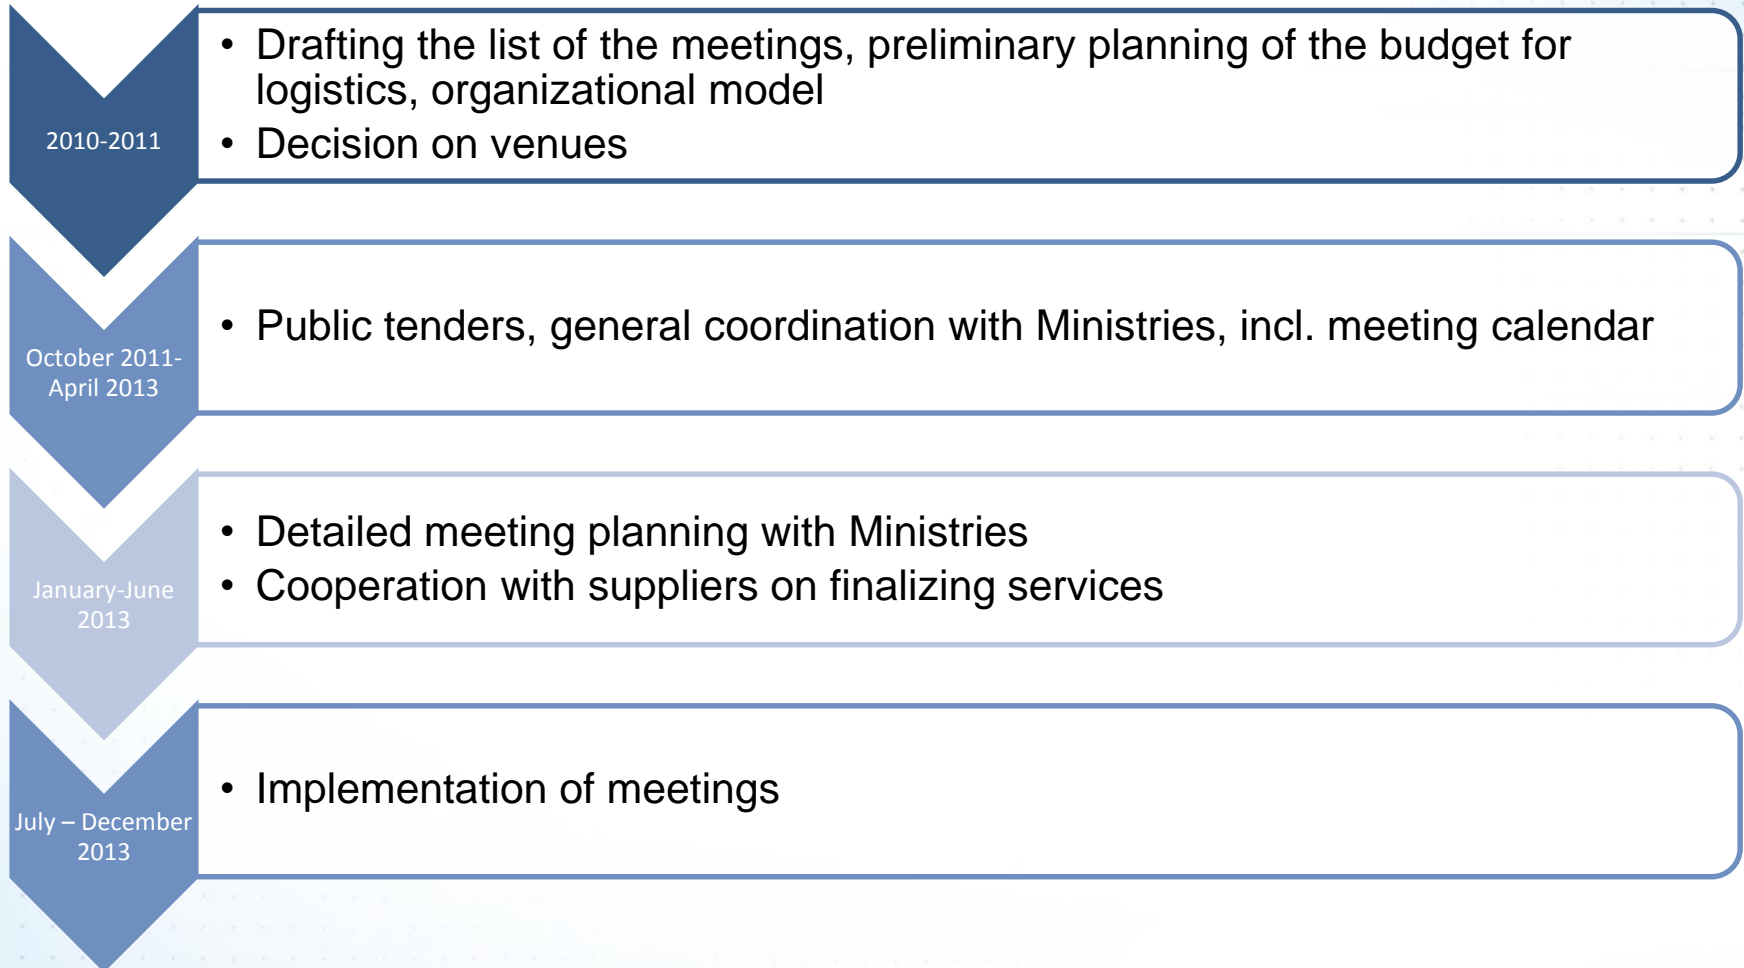 2010-2011
• Drafting the list of the meetings, preliminary planning of the budget for
logistics, organizational model
• Decision on venues
October 2011-
April 2013
• Public tenders, general coordination with Ministries, incl. meeting calendar
January-June
2013
• Detailed meeting planning with Ministries
• Cooperation with suppliers on finalizing services
July – December
2013
• Implementation of meetings